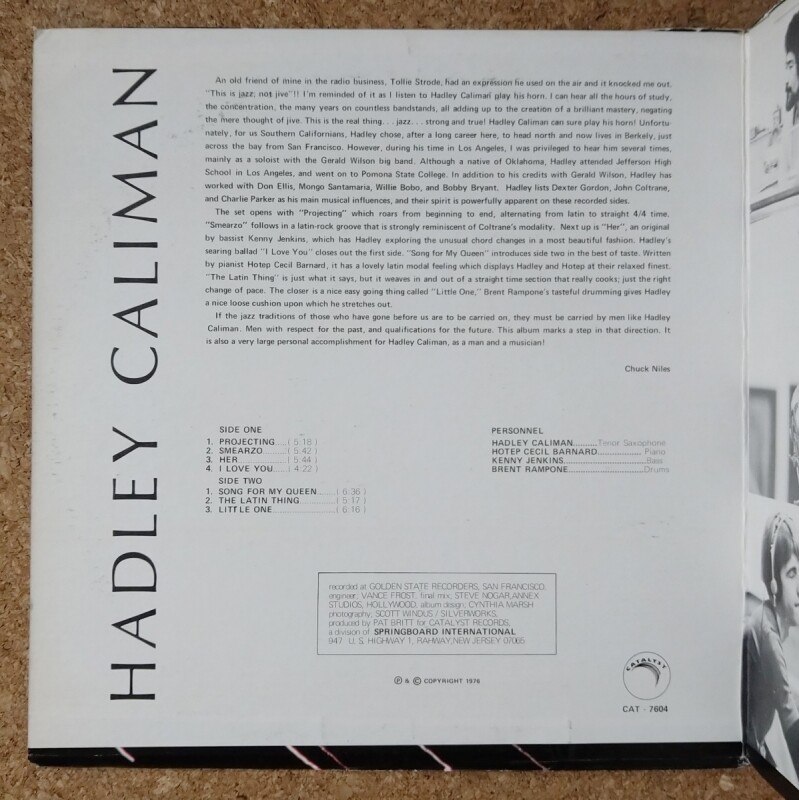 HADLEY CALIMAN
An old friend of mine in the radio business, Tollie Strode, had an expression he used on the air and it knocked me out.
"This is jazz; not jive"!! I'm reminded of it as I listen to Hadley Caliman play his horn. I can hear all the hours of study,
the concentration, the many years on countless bandstands, all adding up to the creation of a brilliant mastery, negating
the mere thought of jive. This is the real thing. . . jazz. . . strong and true! Hadley Caliman can sure play his horn! Unfortu-
nately, for us Southern Californians, Hadley chose, after a long career here, to head north and now lives in Berkely, just
across the bay from San Francisco. However, during his time in Los Angeles, I was privileged to hear him several times,
mainly as a soloist with the Gerald Wilson big band. Although a native of Oklahoma, Hadley attended Jefferson High
School in Los Angeles, and went on to Pomona State College. In addition to his credits with Gerald Wilson, Hadley has
worked with Don Ellis, Mongo Santamaria, Willie Bobo, and Bobby Bryant. Hadley lists Dexter Gordon, John Coltrane,
and Charlie Parker as his main musical influences, and their spirit is powerfully apparent on these recorded sides.
The set opens with "Projecting" which roars from beginning to end, alternating from latin to straight 4/4 time.
"Smearzo" follows in a latin-rock groove that is strongly reminiscent of Coltrane's modality. Next up is "Her", an original
by bassist Kenny Jenkins, which has Hadley exploring the unusual chord changes in a most beautiful fashion. Hadley's
searing ballad "I Love You" closes out the first side. "Song for My Queen" introduces side two in the best of taste. Written
by pianist Hotep Cecil Barnard, it has a lovely latin modal feeling which displays Hadley and Hotep at their relaxed finest.
"The Latin Thing" is just what it says, but it weaves in and out of a straight time section that really cooks; just the right
change of pace. The closer is a nice easy going thing called "Little One," Brent Rampone's tasteful drumming gives Hadley
a nice loose cushion upon which he stretches out.
If the jazz traditions of those who have gone before us are to be carried on, they must be carried by men like Hadley
Caliman. Men with respect for the past, and qualifications for the future. This album marks a step in that direction. It
is also a very large personal accomplishment for Hadley Caliman, as a man and a musician!
Chuck Niles
SIDE ONE
1. PROJECTING.....( 5:18 )
2. SMEARZO.......( 5:42 )
3. HER...............( 5:44 )
4. I LOVE YOU.....( 4:22 )
SIDE TWO
1. SONG FOR MY QUEEN.......( 6:36 )
2. THE LATIN THING.............( 5:17 )
3. LITTLE ONE.......................( 6:16 )
PERSONNEL
HADLEY CALIMAN.........Tenor Saxophone
HOTEP CECIL BARNARD................ Piano
KENNY JENKINS..............................Bass
BRENT RAMPONE............................Drums
recorded at GOLDEN STATE RECORDERS, SAN FRANCISCO.
engineer; VANCE FROST, final mix; STEVE NOGAR, ANNEX
STUDIOS, HOLLYWOOD, album design; CYNTHIA MARSH
photography; SCOTT WINDUS / SILVERWORKS.
produced by PAT BRITT for CATALYST RECORDS,
a division of SPRINGBOARD INTERNATIONAL
947 U. S. HIGHWAY 1, RAHWAY, NEW JERSEY 07065
℗ & © COPYRIGHT 1976
CATALYST
CAT - 7604